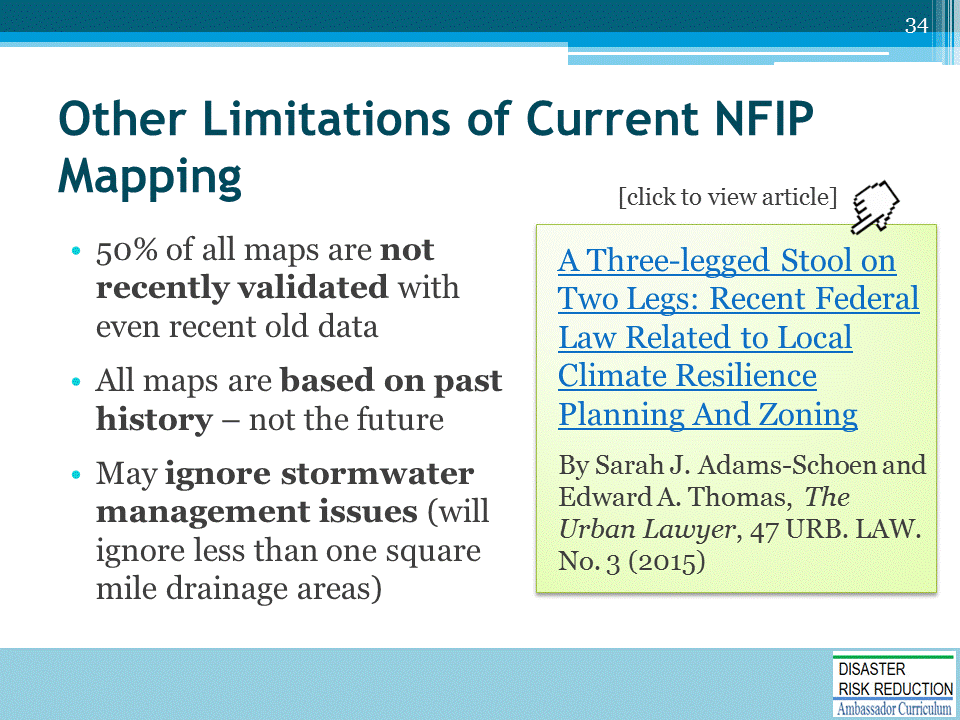 34
Other Limitations of Current NFIP
Mapping
[click to view article]
• 50% of all maps are not
recently validated with
even recent old data
• All maps are based on past
history – not the future
• May ignore stormwater
management issues (will
ignore less than one square
mile drainage areas)
A Three-legged Stool on
Two Legs: Recent Federal
Law Related to Local
Climate Resilience
Planning And Zoning
By Sarah J. Adams-Schoen and
Edward A. Thomas, The
Urban Lawyer, 47 URB. LAW.
No. 3 (2015)
DISASTER
RISK REDUCTION
Ambassador Curriculum